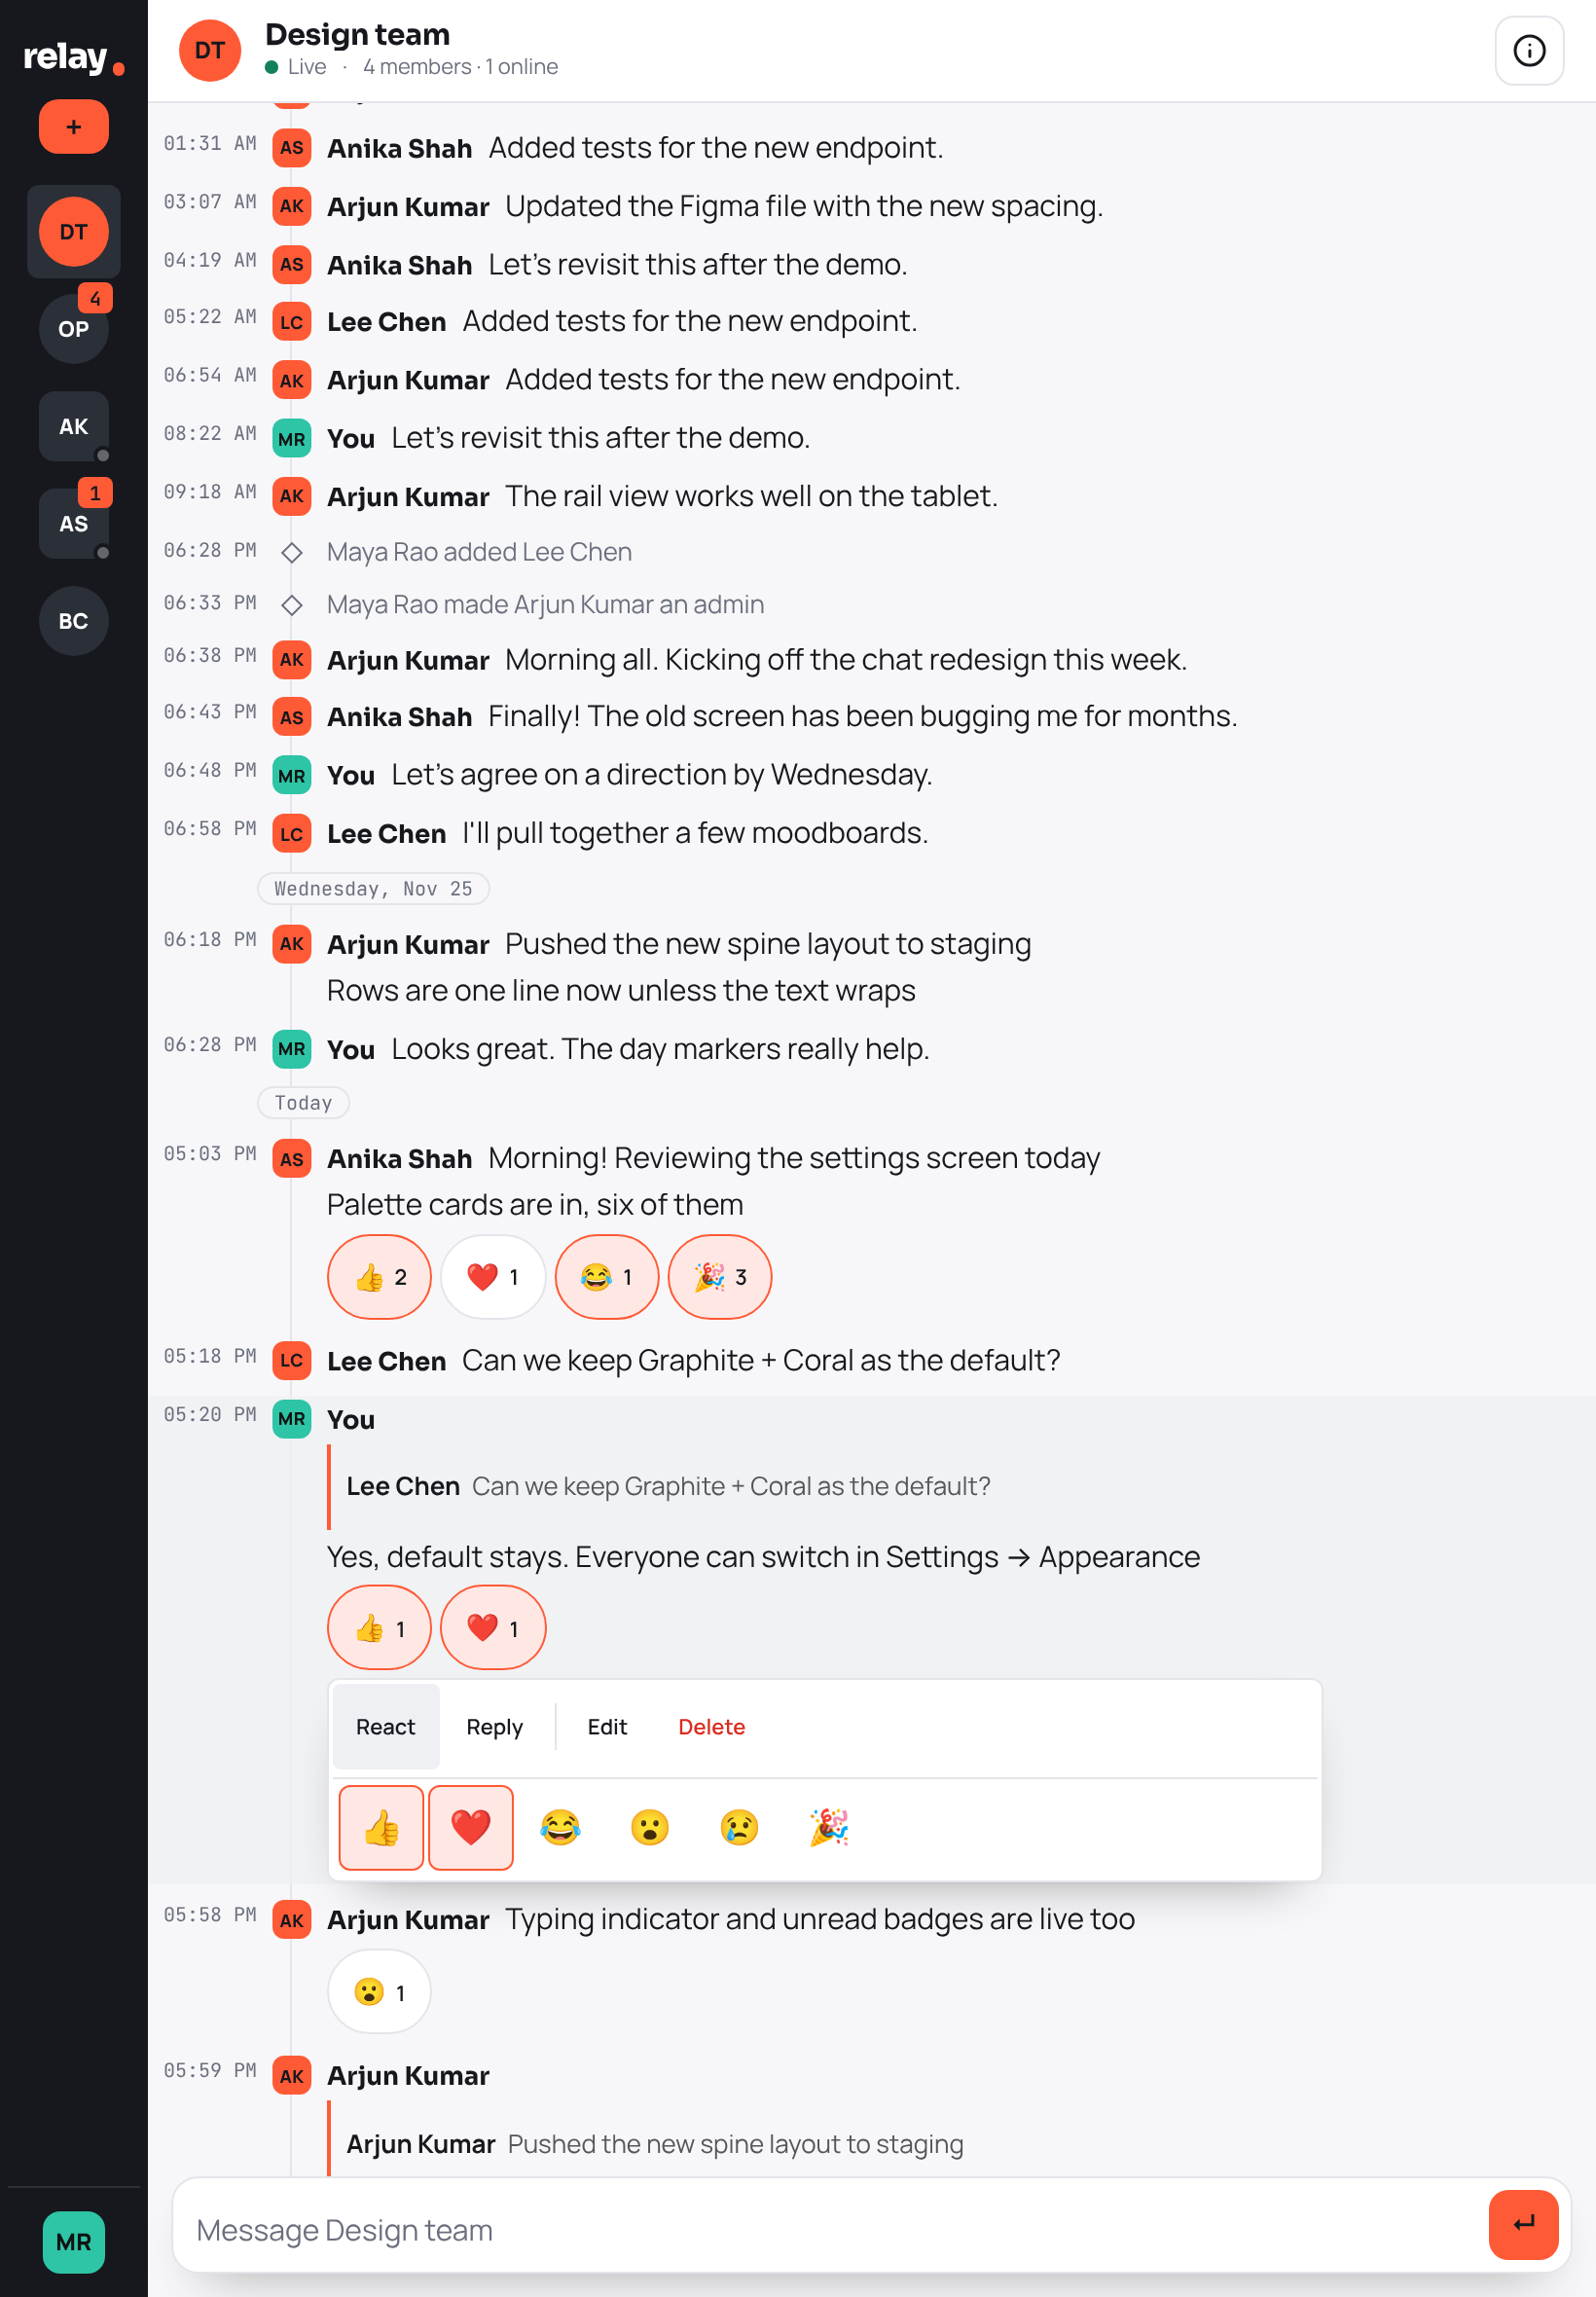 relay.
+
DT
4
OP
AK
1
AS
BC
MR
DT
Design team
Live · 4 members · 1 online
01:31 AM AS Anika Shah Added tests for the new endpoint.
03:07 AM AK Arjun Kumar Updated the Figma file with the new spacing.
04:19 AM AS Anika Shah Let's revisit this after the demo.
05:22 AM LC Lee Chen Added tests for the new endpoint.
06:54 AM AK Arjun Kumar Added tests for the new endpoint.
08:22 AM MR You Let's revisit this after the demo.
09:18 AM AK Arjun Kumar The rail view works well on the tablet.
06:28 PM Maya Rao added Lee Chen
06:33 PM Maya Rao made Arjun Kumar an admin
06:38 PM AK Arjun Kumar Morning all. Kicking off the chat redesign this week.
06:43 PM AS Anika Shah Finally! The old screen has been bugging me for months.
06:48 PM MR You Let's agree on a direction by Wednesday.
06:58 PM LC Lee Chen I'll pull together a few moodboards.
Wednesday, Nov 25
06:18 PM AK Arjun Kumar Pushed the new spine layout to staging
Rows are one line now unless the text wraps
06:28 PM MR You Looks great. The day markers really help.
Today
05:03 PM AS Anika Shah Morning! Reviewing the settings screen today
Palette cards are in, six of them
👍 2 ❤️ 1 😂 1 🎉 3
05:18 PM LC Lee Chen Can we keep Graphite + Coral as the default?
05:20 PM MR You
Lee Chen Can we keep Graphite + Coral as the default?
Yes, default stays. Everyone can switch in Settings → Appearance
👍 1 ❤️ 1
React Reply Edit Delete
👍 ❤️ 😂 😮 😢 🎉
05:58 PM AK Arjun Kumar Typing indicator and unread badges are live too
😮 1
05:59 PM AK Arjun Kumar
Arjun Kumar Pushed the new spine layout to staging
Message Design team